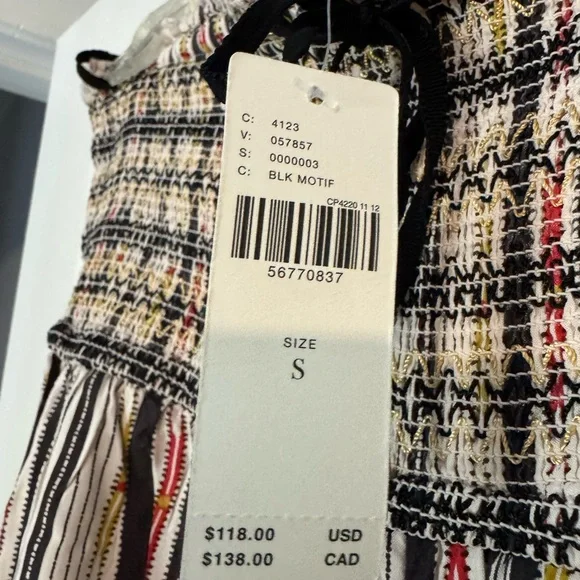 C: 4123
V: 057857
S: 0000003
C: BLK MOTIF
CP4220 11 12
56770837
SIZE
S
$118.00 USD
$138.00 CAD